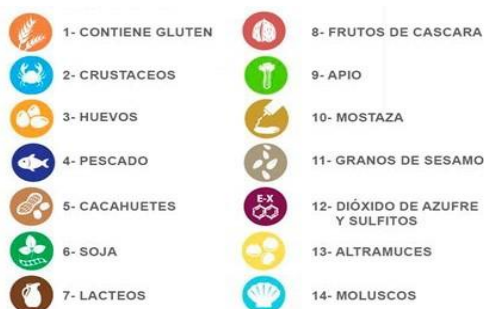 1- CONTIENE GLUTEN
2- CRUSTACEOS
3- HUEVOS
4- PESCADO
5- CACAHUETES
6- SOJA
7- LACTEOS
8- FRUTOS DE CASCARA
9- APIO
10- MOSTAZA
11- GRANOS DE SESAMO
E-X
12- DIÓXIDO DE AZUFRE
Y SULFITOS
13- ALTRAMUCES
14- MOLUSCOS